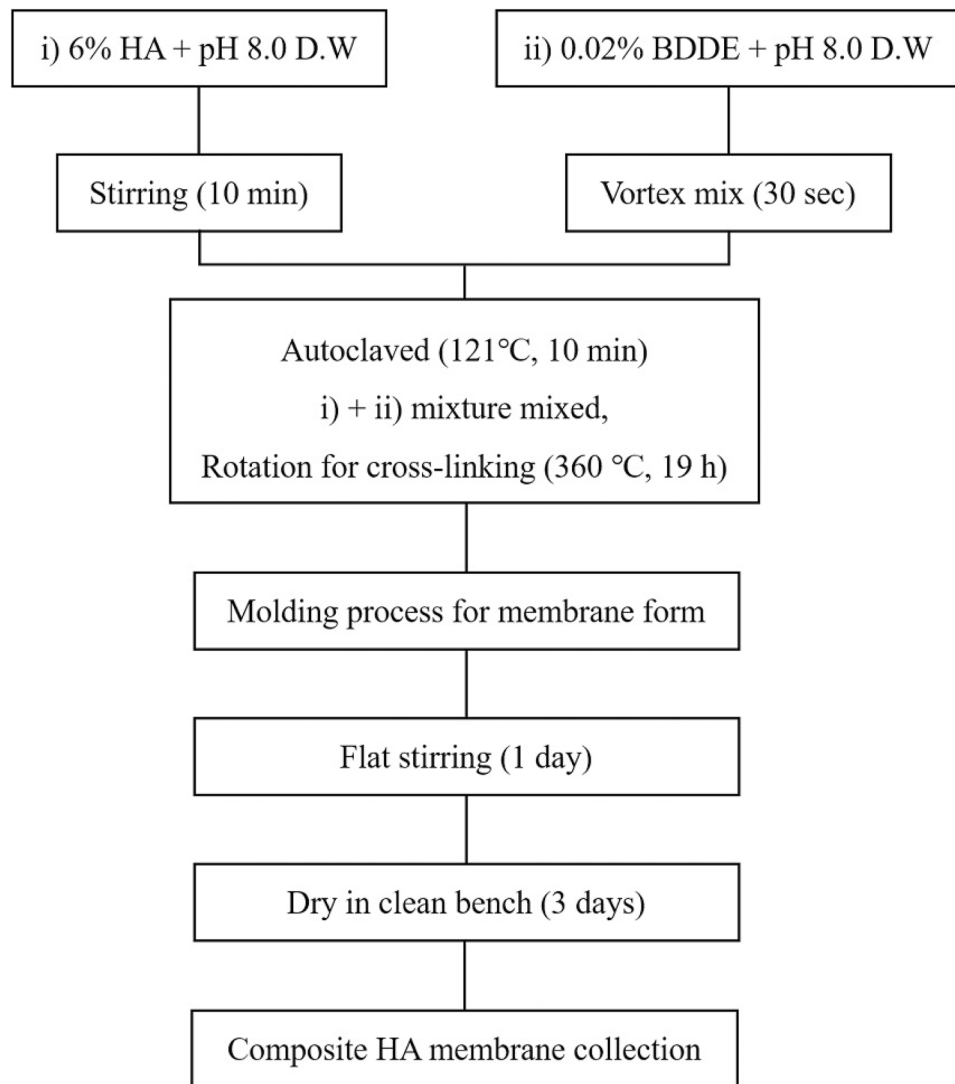 i) 6% HA + pH 8.0 D.W
ii) 0.02% BDDE + pH 8.0 D.W
Stirring (10 min)
Vortex mix (30 sec)
Autoclaved (121℃, 10 min)
i) + ii) mixture mixed,
Rotation for cross-linking (360 ℃, 19 h)
Molding process for membrane form
Flat stirring (1 day)
Dry in clean bench (3 days)
Composite HA membrane collection